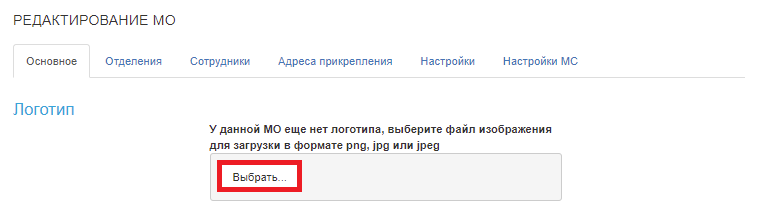 РЕДАКТИРОВАНИЕ МО
Основное Отделения Сотрудники Адреса прикрепления Настройки Настройки МС
Логотип
У данной МО еще нет логотипа, выберите файл изображения
для загрузки в формате png, jpg или jpeg
Выбрать...